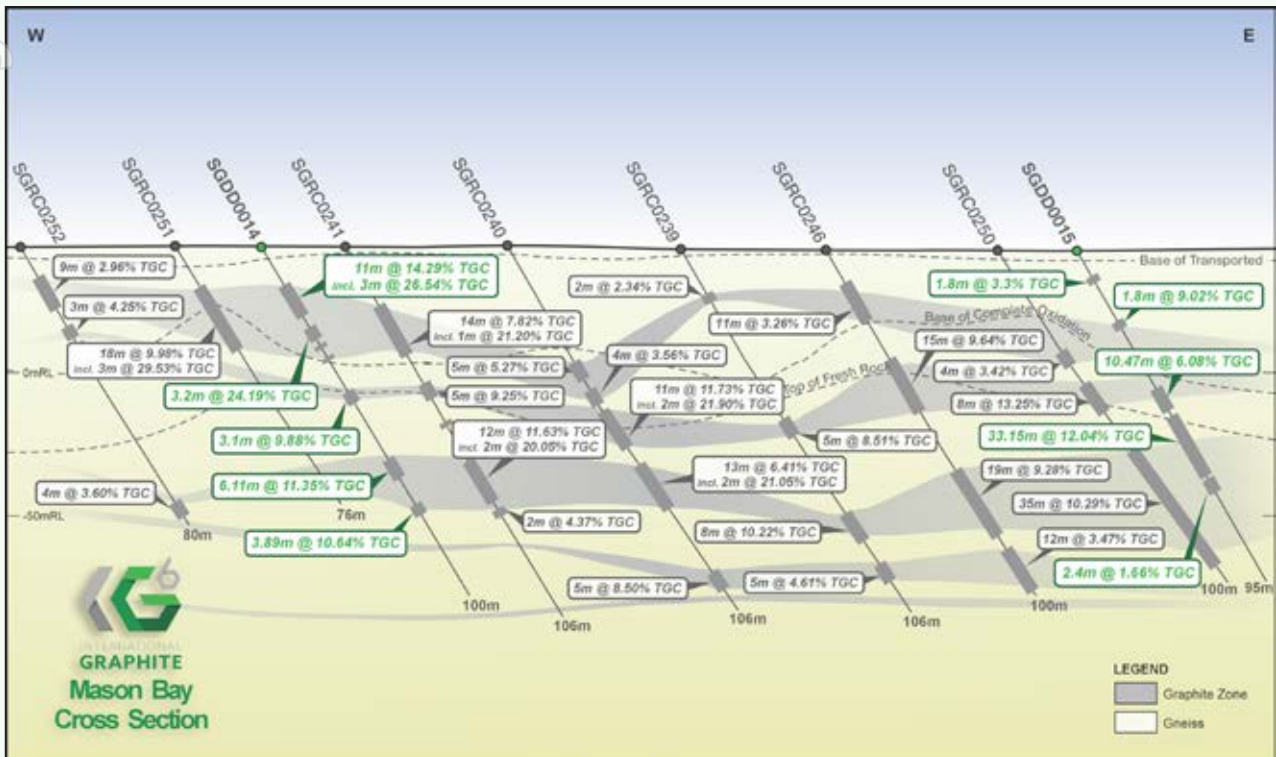 W
E
SGRC0252
SGRC0251
SGDD0014
SGRC0241
SGRC0240
SGRC0239
SGRC0246
SGRC0250
SGDD0015
Base of Transported
9m @ 2.96% TGC
11m @ 14.29% TGC
incl. 3m @ 26.54% TGC
2m @ 2.34% TGC
1.8m @ 3.3% TGC
1.8m @ 9.02% TGC
3m @ 4.25% TGC
14m @ 7.82% TGC
incl. 1m @ 21.20% TGC
11m @ 3.26% TGC
Base of Complete Oxidation
18m @ 9.98% TGC
incl. 3m @ 29.53% TGC
4m @ 3.56% TGC
15m @ 9.64% TGC
0mRL
5m @ 5.27% TGC
4m @ 3.42% TGC
10.47m @ 6.08% TGC
Top of Fresh Rock
3.2m @ 24.19% TGC
5m @ 9.25% TGC
11m @ 11.73% TGC
incl. 2m @ 21.90% TGC
8m @ 13.25% TGC
3.1m @ 9.88% TGC
12m @ 11.63% TGC
incl. 2m @ 20.05% TGC
5m @ 8.51% TGC
33.15m @ 12.04% TGC
6.11m @ 11.35% TGC
13m @ 6.41% TGC
incl. 2m @ 21.05% TGC
19m @ 9.28% TGC
4m @ 3.60% TGC
35m @ 10.29% TGC
-50mRL
76m
2m @ 4.37% TGC
8m @ 10.22% TGC
80m
3.89m @ 10.64% TGC
12m @ 3.47% TGC
2.4m @ 1.66% TGC
5m @ 8.50% TGC
5m @ 4.61% TGC
100m
106m
106m
106m
100m
100m
95m
G6
INTERNATIONAL
GRAPHITE
Mason Bay
Cross Section
LEGEND
Graphite Zone
Gneiss